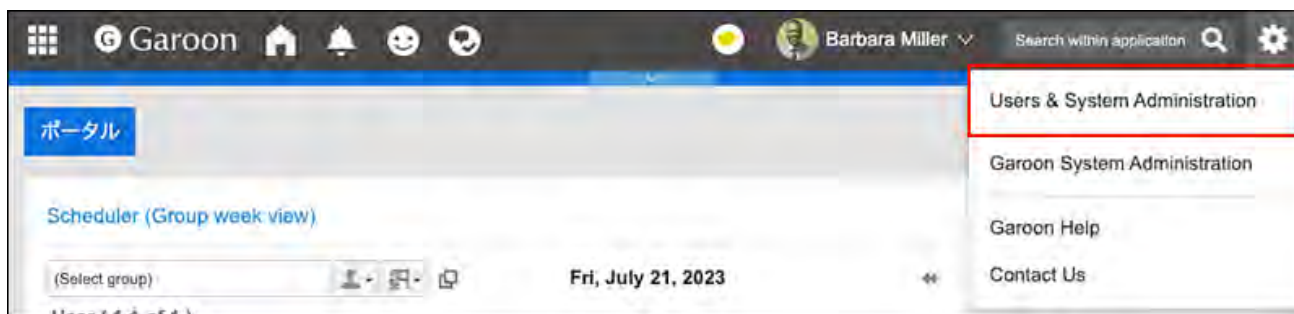 Garoon
Barbara Miller
Search within application
Users & System Administration
ポータル
Garoon System Administration
Scheduler (Group week view)
Garoon Help
(Select group)
Fri, July 21, 2023
Contact Us